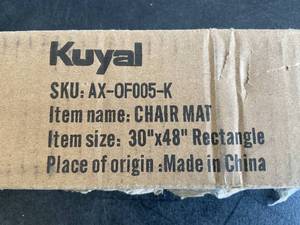 Kuyal
SKU: AX-OF005-K
Item name: CHAIR MAT
Item size: 30"x48" Rectangle
Place of origin :Made in China